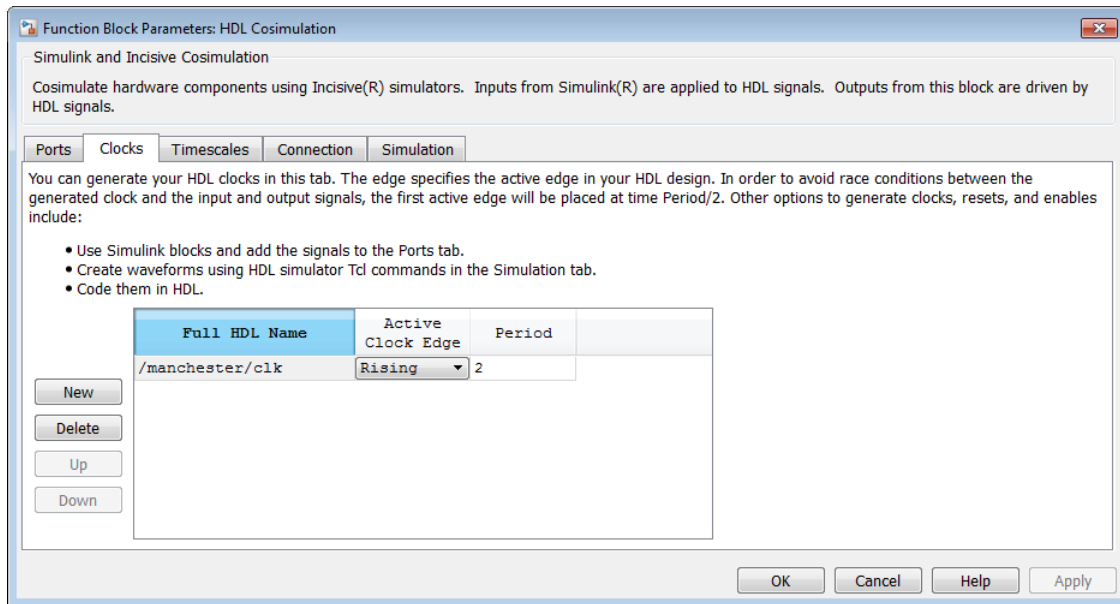 Function Block Parameters: HDL Cosimulation
Simulink and Incisive Cosimulation
Cosimulate hardware components using Incisive(R) simulators. Inputs from Simulink(R) are applied to HDL signals. Outputs from this block are driven by
HDL signals.
Ports Clocks Timescales Connection Simulation
You can generate your HDL clocks in this tab. The edge specifies the active edge in your HDL design. In order to avoid race conditions between the
generated clock and the input and output signals, the first active edge will be placed at time Period/2. Other options to generate clocks, resets, and enables
include:
• Use Simulink blocks and add the signals to the Ports tab.
• Create waveforms using HDL simulator Tcl commands in the Simulation tab.
• Code them in HDL.
Full HDL Name Active Clock Edge Period
/manchester/clk Rising 2
New
Delete
Up
Down
OK Cancel Help Apply